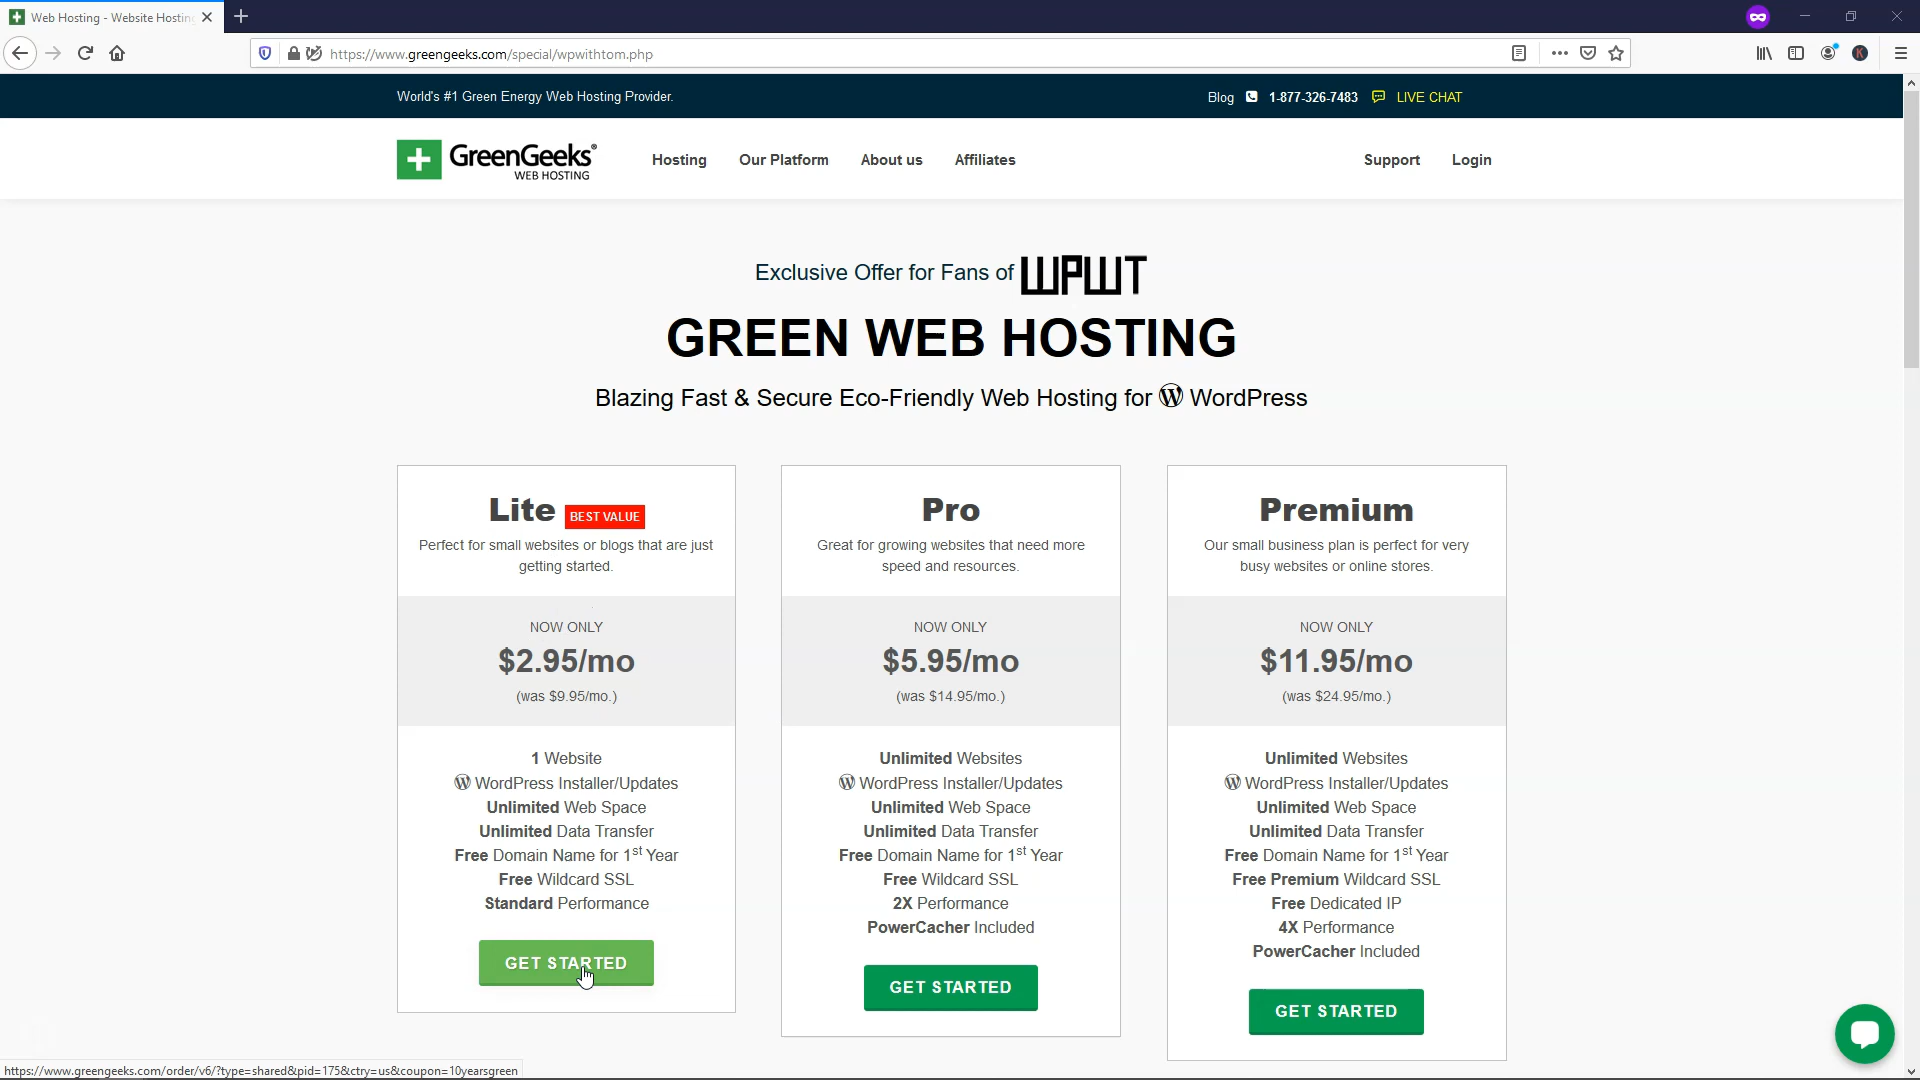 Web Hosting - Website Hostin
https://www.greengeeks.com/special/wpwithtom.php
World's #1 Green Energy Web Hosting Provider.
Blog 1-877-326-7483 LIVE CHAT
GreenGeeks®
WEB HOSTING
Hosting Our Platform About us Affiliates Support Login
Exclusive Offer for Fans of WPWT
GREEN WEB HOSTING
Blazing Fast & Secure Eco-Friendly Web Hosting for WordPress
Lite BEST VALUE
Perfect for small websites or blogs that are just
getting started.
NOW ONLY
$2.95/mo
(was $9.95/mo.)
1 Website
WordPress Installer/Updates
Unlimited Web Space
Unlimited Data Transfer
Free Domain Name for 1st Year
Free Wildcard SSL
Standard Performance
GET STARTED
Pro
Great for growing websites that need more
speed and resources.
NOW ONLY
$5.95/mo
(was $14.95/mo.)
Unlimited Websites
WordPress Installer/Updates
Unlimited Web Space
Unlimited Data Transfer
Free Domain Name for 1st Year
Free Wildcard SSL
2X Performance
PowerCacher Included
GET STARTED
Premium
Our small business plan is perfect for very
busy websites or online stores.
NOW ONLY
$11.95/mo
(was $24.95/mo.)
Unlimited Websites
WordPress Installer/Updates
Unlimited Web Space
Unlimited Data Transfer
Free Domain Name for 1st Year
Free Premium Wildcard SSL
Free Dedicated IP
4X Performance
PowerCacher Included
GET STARTED
https://www.greengeeks.com/order/v6/?type=shared&pid=175&ctry=us&coupon=10yearsgreen